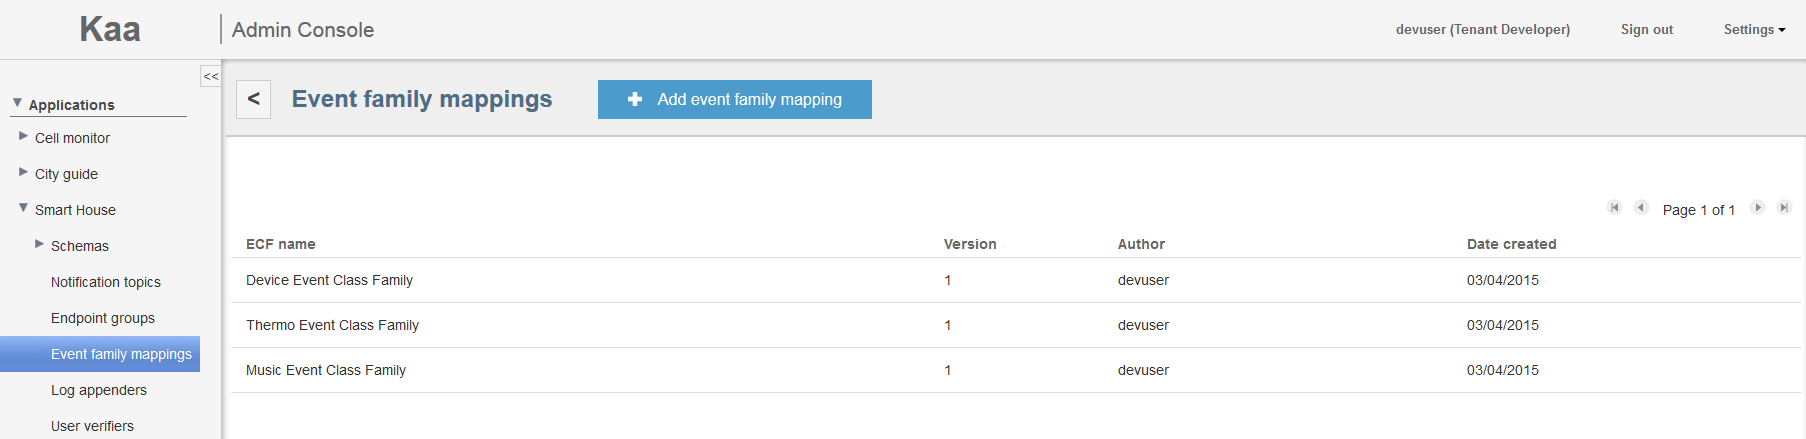 Kaa
Admin Console
devuser (Tenant Developer)
Sign out
Settings
<<
Applications
Cell monitor
City guide
Smart House
Schemas
Notification topics
Endpoint groups
Event family mappings
Log appenders
User verifiers
< Event family mappings
+ Add event family mapping
Page 1 of 1
ECF name Version Author Date created
Device Event Class Family 1 devuser 03/04/2015
Thermo Event Class Family 1 devuser 03/04/2015
Music Event Class Family 1 devuser 03/04/2015